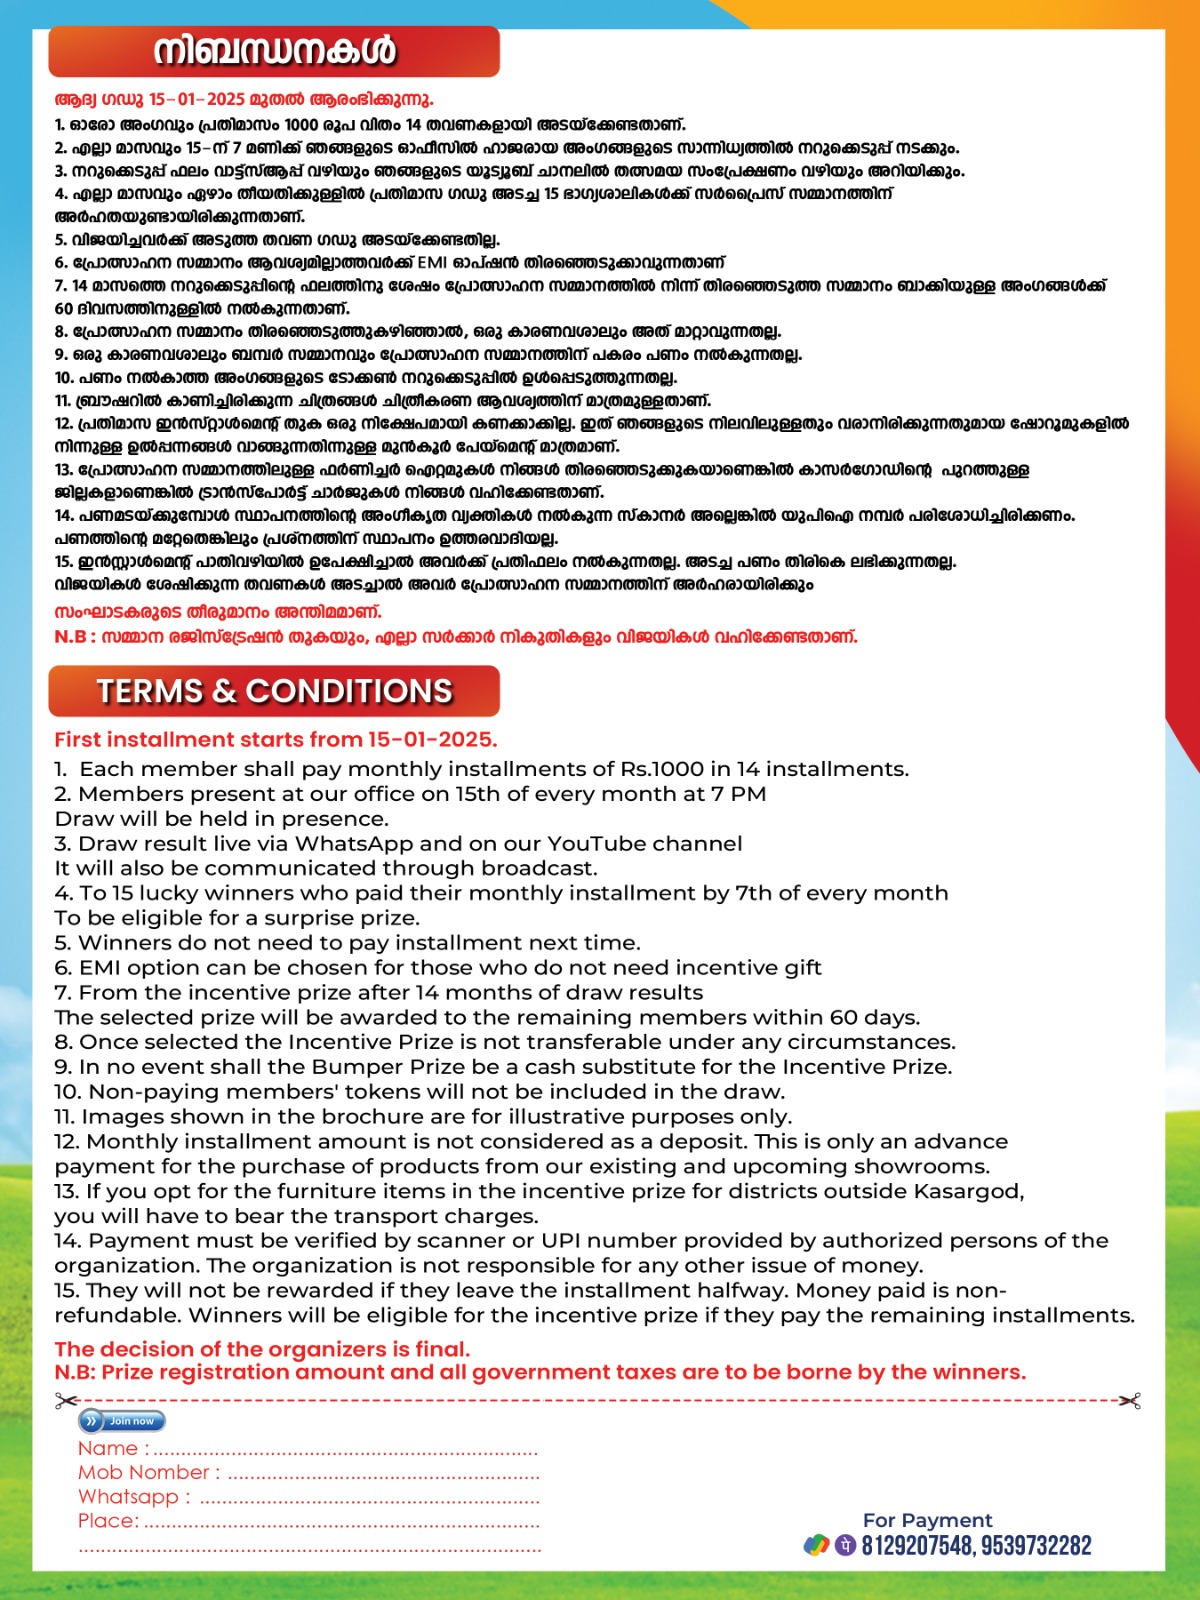 നിബന്ധനകൾ
ആദ്യ ഗഡു 15-01-2025 മുതൽ ആരംഭിക്കുന്നു.
1. ഓരോ അംഗവും പ്രതിമാസം 1000 രൂപ വിതം 14 തവണകളായി അടയ്ക്കേണ്ടതാണ്.
2. എല്ലാ മാസവും 15-ന് 7 മണിക്ക് ഞങ്ങളുടെ ഓഫീസിൽ ഹാജരായ അംഗങ്ങളുടെ സാന്നിധ്യത്തിൽ നറുക്കെടുപ്പ് നടക്കും.
3. നറുക്കെടുപ്പ് ഫലം വാട്ട്സ്ആപ്പ് വഴിയും ഞങ്ങളുടെ യൂട്യൂബ് ചാനലിൽ തത്സമയ സംപ്രേക്ഷണം വഴിയും അറിയിക്കും.
4. എല്ലാ മാസവും ഏഴാം തീയതിക്കുള്ളിൽ പ്രതിമാസ ഗഡു അടച്ച 15 ഭാഗ്യശാലികൾക്ക് സർപ്രൈസ് സമ്മാനത്തിന്
അർഹതയുണ്ടായിരിക്കുന്നതാണ്.
5. വിജയിച്ചവർക്ക് അടുത്ത തവണ ഗഡു അടയ്ക്കേണ്ടതില്ല.
6. പ്രോത്സാഹന സമ്മാനം ആവശ്യമില്ലാത്തവർക്ക് EMI ഓപ്ഷൻ തിരഞ്ഞെടുക്കാവുന്നതാണ്
7. 14 മാസത്തെ നറുക്കെടുപ്പിന്റെ ഫലത്തിനു ശേഷം പ്രോത്സാഹന സമ്മാനത്തിൽ നിന്ന് തിരഞ്ഞെടുത്ത സമ്മാനം ബാക്കിയുള്ള അംഗങ്ങൾക്ക്
60 ദിവസത്തിനുള്ളിൽ നൽകുന്നതാണ്.
8. പ്രോത്സാഹന സമ്മാനം തിരഞ്ഞെടുത്തുകഴിഞ്ഞാൽ, ഒരു കാരണവശാലും അത് മാറ്റാവുന്നതല്ല.
9. ഒരു കാരണവശാലും ബമ്പർ സമ്മാനവും പ്രോത്സാഹന സമ്മാനത്തിന് പകരം പണം നൽകുന്നതല്ല.
10. പണം നൽകാത്ത അംഗങ്ങളുടെ ടോക്കൺ നറുക്കെടുപ്പിൽ ഉൾപ്പെടുത്തുന്നതല്ല.
11. ബ്രൗഷറിൽ കാണിച്ചിരിക്കുന്ന ചിത്രങ്ങൾ ചിത്രീകരണ ആവശ്യത്തിന് മാത്രമുള്ളതാണ്.
12. പ്രതിമാസ ഇൻസ്റ്റാൾമെന്റ് തുക ഒരു നിക്ഷേപമായി കണക്കാക്കില്ല. ഇത് ഞങ്ങളുടെ നിലവിലുള്ളതും വരാനിരിക്കുന്നതുമായ ഷോറൂമുകളിൽ
നിന്നുള്ള ഉൽപ്പന്നങ്ങൾ വാങ്ങുന്നതിന്നുള്ള മുൻകൂർ പേയ്മെന്റ് മാത്രമാണ്.
13. പ്രോത്സാഹന സമ്മാനത്തിലുള്ള ഫർണിച്ചർ ഐറ്റമുകൾ നിങ്ങൾ തിരഞ്ഞെടുക്കുകയാണെങ്കിൽ കാസർഗോഡിന്റെ പുറത്തുള്ള
ജില്ലകളാണെങ്കിൽ ട്രാൻസ്പോർട്ട് ചാർജുകൾ നിങ്ങൾ വഹിക്കേണ്ടതാണ്.
14. പണമടയ്ക്കുമ്പോൾ സ്ഥാപനത്തിന്റെ അംഗീകൃത വ്യക്തികൾ നൽകുന്ന സ്കാനർ അല്ലെങ്കിൽ യുപിഐ നമ്പർ പരിശോധിച്ചിരിക്കണം.
പണത്തിന്റെ മറ്റേതെങ്കിലും പ്രശ്നത്തിന് സ്ഥാപനം ഉത്തരവാദിയല്ല.
15. ഇൻസ്റ്റാൾമെന്റ് പാതിവഴിയിൽ ഉപേക്ഷിച്ചാൽ അവർക്ക് പ്രതിഫലം നൽകുന്നതല്ല. അടച്ച പണം തിരികെ ലഭിക്കുന്നതല്ല.
വിജയികൾ ശേഷിക്കുന്ന തവണകൾ അടച്ചാൽ അവർ പ്രോത്സാഹന സമ്മാനത്തിന് അർഹരായിരിക്കും
സംഘാടകരുടെ തീരുമാനം അന്തിമമാണ്.
N.B : സമ്മാന രജിസ്ട്രേഷൻ തുകയും, എല്ലാ സർക്കാർ നികുതികളും വിജയികൾ വഹിക്കേണ്ടതാണ്.
TERMS & CONDITIONS
First installment starts from 15-01-2025.
1. Each member shall pay monthly installments of Rs.1000 in 14 installments.
2. Members present at our office on 15th of every month at 7 PM
Draw will be held in presence.
3. Draw result live via WhatsApp and on our YouTube channel
It will also be communicated through broadcast.
4. To 15 lucky winners who paid their monthly installment by 7th of every month
To be eligible for a surprise prize.
5. Winners do not need to pay installment next time.
6. EMI option can be chosen for those who do not need incentive gift
7. From the incentive prize after 14 months of draw results
The selected prize will be awarded to the remaining members within 60 days.
8. Once selected the Incentive Prize is not transferable under any circumstances.
9. In no event shall the Bumper Prize be a cash substitute for the Incentive Prize.
10. Non-paying members' tokens will not be included in the draw.
11. Images shown in the brochure are for illustrative purposes only.
12. Monthly installment amount is not considered as a deposit. This is only an advance
payment for the purchase of products from our existing and upcoming showrooms.
13. If you opt for the furniture items in the incentive prize for districts outside Kasargod,
you will have to bear the transport charges.
14. Payment must be verified by scanner or UPI number provided by authorized persons of the
organization. The organization is not responsible for any other issue of money.
15. They will not be rewarded if they leave the installment halfway. Money paid is non-
refundable. Winners will be eligible for the incentive prize if they pay the remaining installments.
The decision of the organizers is final.
N.B: Prize registration amount and all government taxes are to be borne by the winners.
Join now
Name :......................................................................
Mob Nomber : ........................................................
Whatsapp : .............................................................
Place: .......................................................................
...................................................................................
For Payment
पे 8129207548, 9539732282